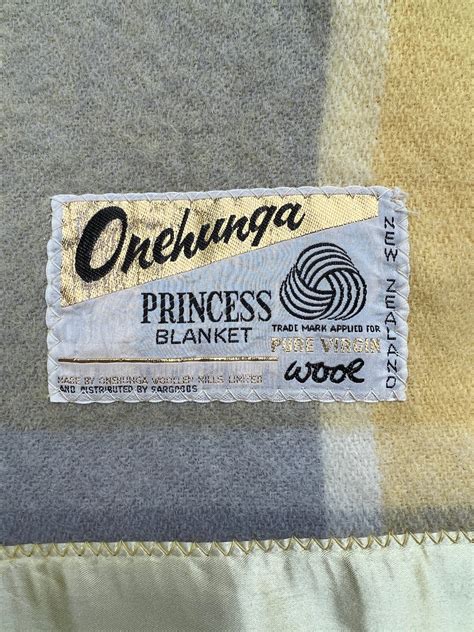 Onehunga
PRINCESS
BLANKET
TRADE MARK APPLIED FOR
PURE VIRGIN
wool
MADE BY ONEHUNGA WOOLLEN MILLS LIMITED
AND DISTRIBUTED BY SARGOODS
NEW ZEALAND